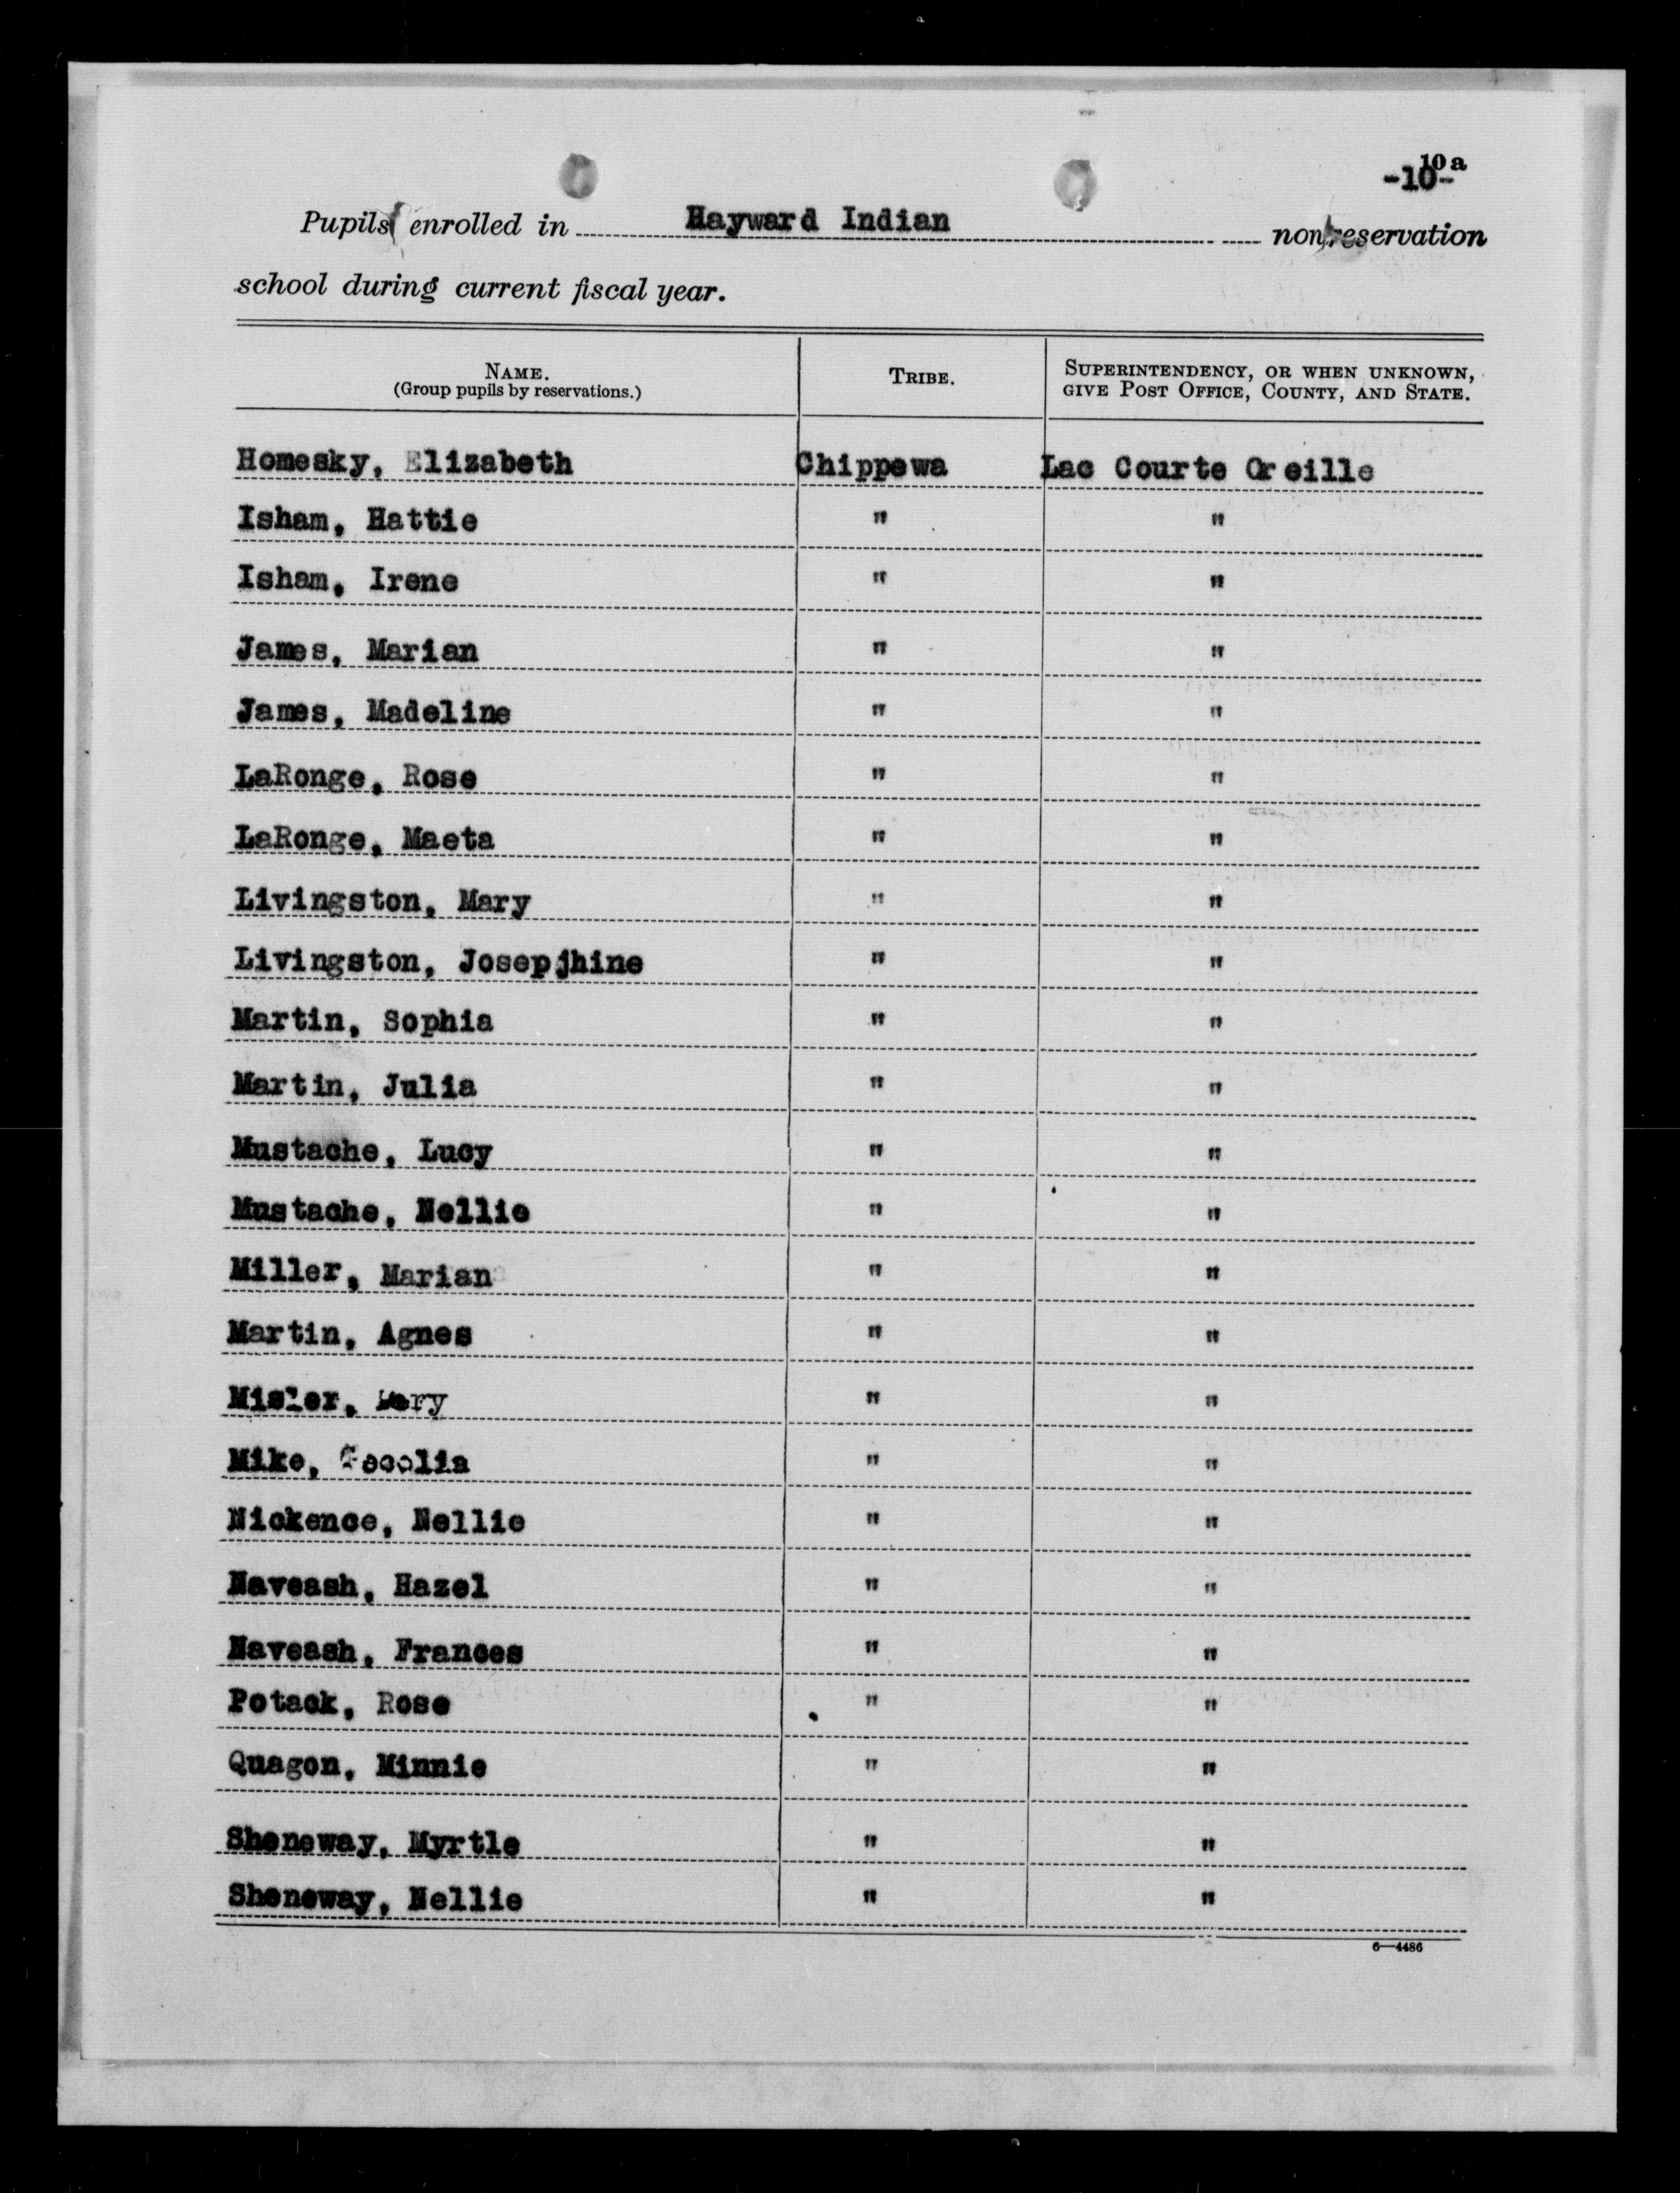 10a
-10-
Pupils enrolled in Hayward Indian nonreservation
school during current fiscal year.
NAME. TRIBE. SUPERINTENDENCY, OR WHEN UNKNOWN,
(Group pupils by reservations.) GIVE POST OFFICE, COUNTY, AND STATE.
Homesky, Elizabeth Chippewa Lac Courte Oreille
Isham, Hattie " "
Isham, Irene " "
James, Marian " "
James, Madeline " "
LaRonge, Rose " "
LaRonge, Maeta " "
Livingston, Mary " "
Livingston, Josepjhine " "
Martin, Sophia " "
Martin, Julia " "
Mustache, Lucy " "
Mustache, Nellie " "
Miller, Marian " "
Martin, Agnes " "
Misler, Mary " "
Mike, Cecelia " "
Nickence, Nellie " "
Naveash, Hazel " "
Naveash, Frances " "
Potack, Rose " "
Quagon, Minnie " "
Sheneway, Myrtle " "
Sheneway, Nellie " "
6—4486